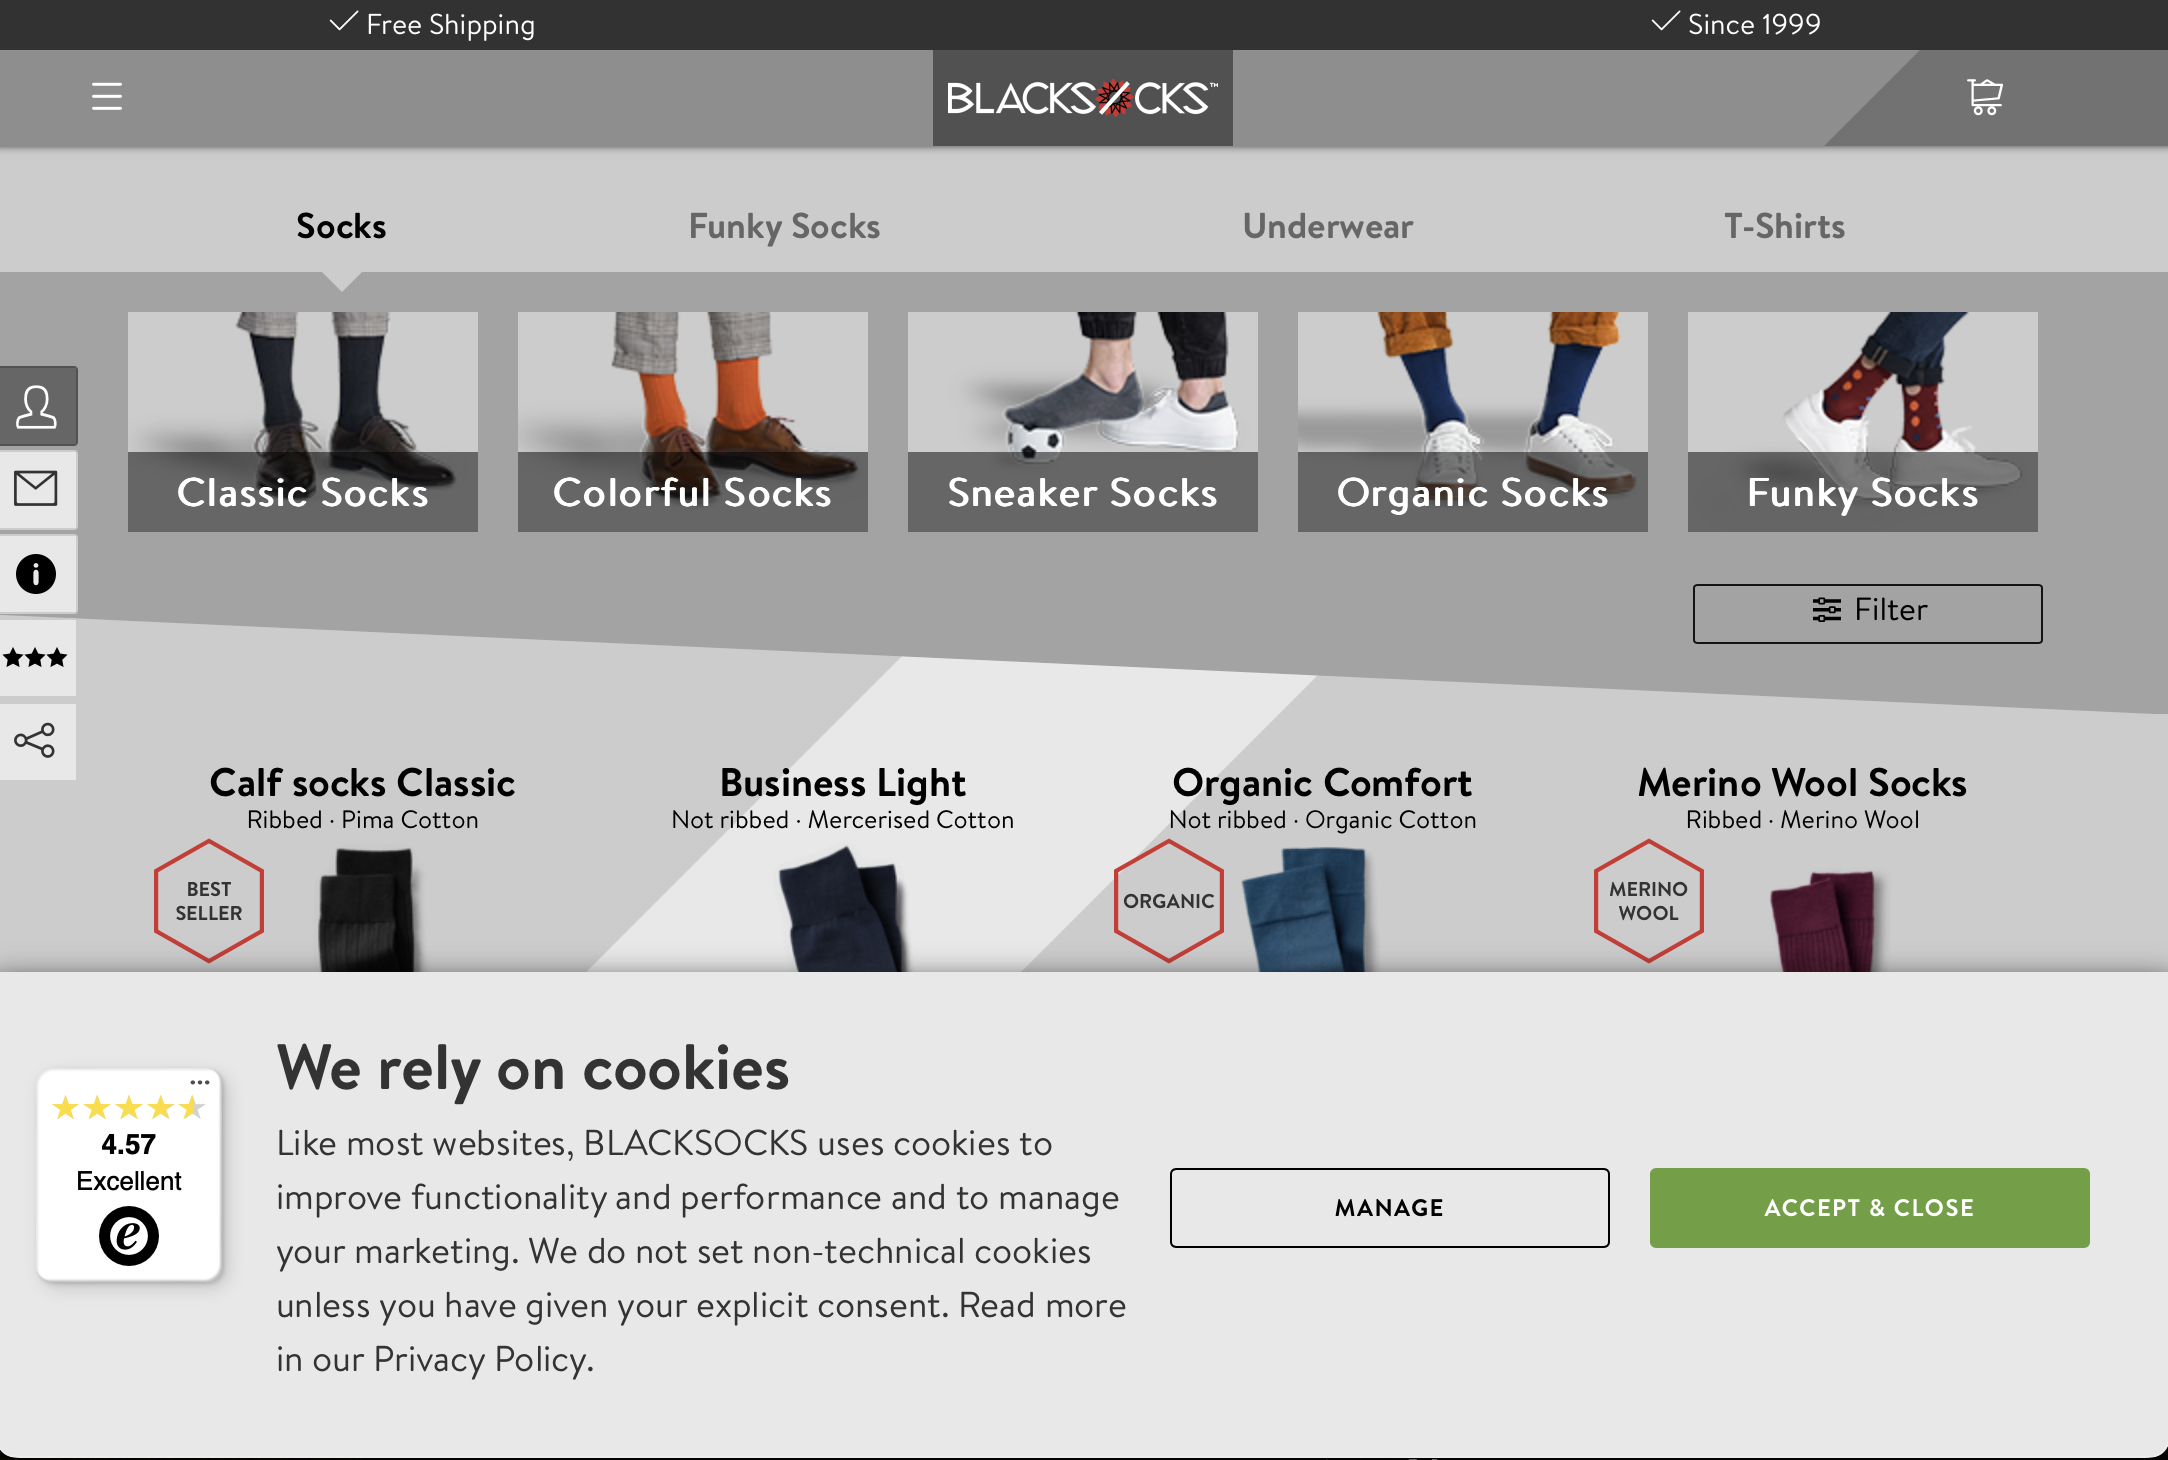 Free Shipping
Since 1999
BLACKSOCKS™
Socks
Funky Socks
Underwear
T-Shirts
Classic Socks
Colorful Socks
Sneaker Socks
Organic Socks
Funky Socks
Filter
Calf socks Classic
Ribbed · Pima Cotton
Business Light
Not ribbed · Mercerised Cotton
Organic Comfort
Not ribbed · Organic Cotton
Merino Wool Socks
Ribbed · Merino Wool
BEST
SELLER
ORGANIC
MERINO
WOOL
We rely on cookies
Like most websites, BLACKSOCKS uses cookies to
improve functionality and performance and to manage
your marketing. We do not set non-technical cookies
unless you have given your explicit consent. Read more
in our Privacy Policy.
4.57
Excellent
e
MANAGE
ACCEPT & CLOSE